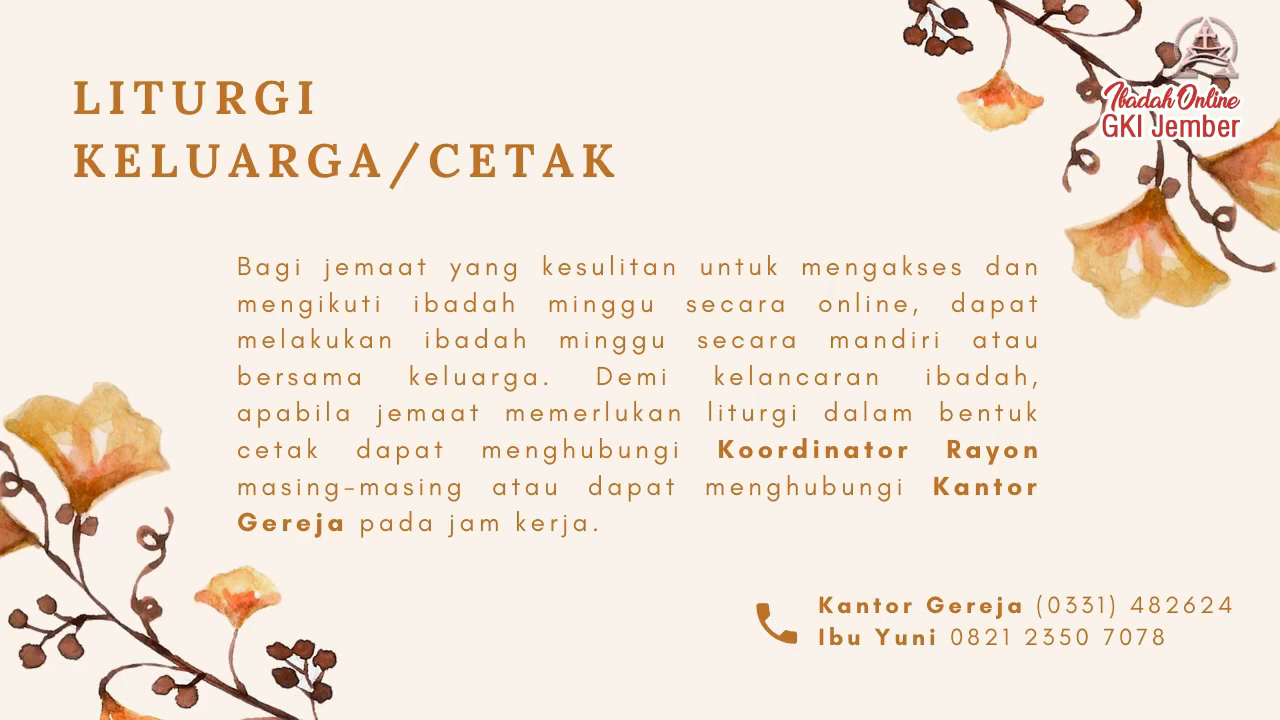 Ibadah Online
GKI Jember
LITURGI
KELUARGA/CETAK
Bagi jemaat yang kesulitan untuk mengakses dan
mengikuti ibadah minggu secara online, dapat
melakukan ibadah minggu secara mandiri atau
bersama keluarga. Demi kelancaran ibadah,
apabila jemaat memerlukan liturgi dalam bentuk
cetak dapat menghubungi Koordinator Rayon
masing-masing atau dapat menghubungi Kantor
Gereja pada jam kerja.
Kantor Gereja (0331) 482624
Ibu Yuni 0821 2350 7078